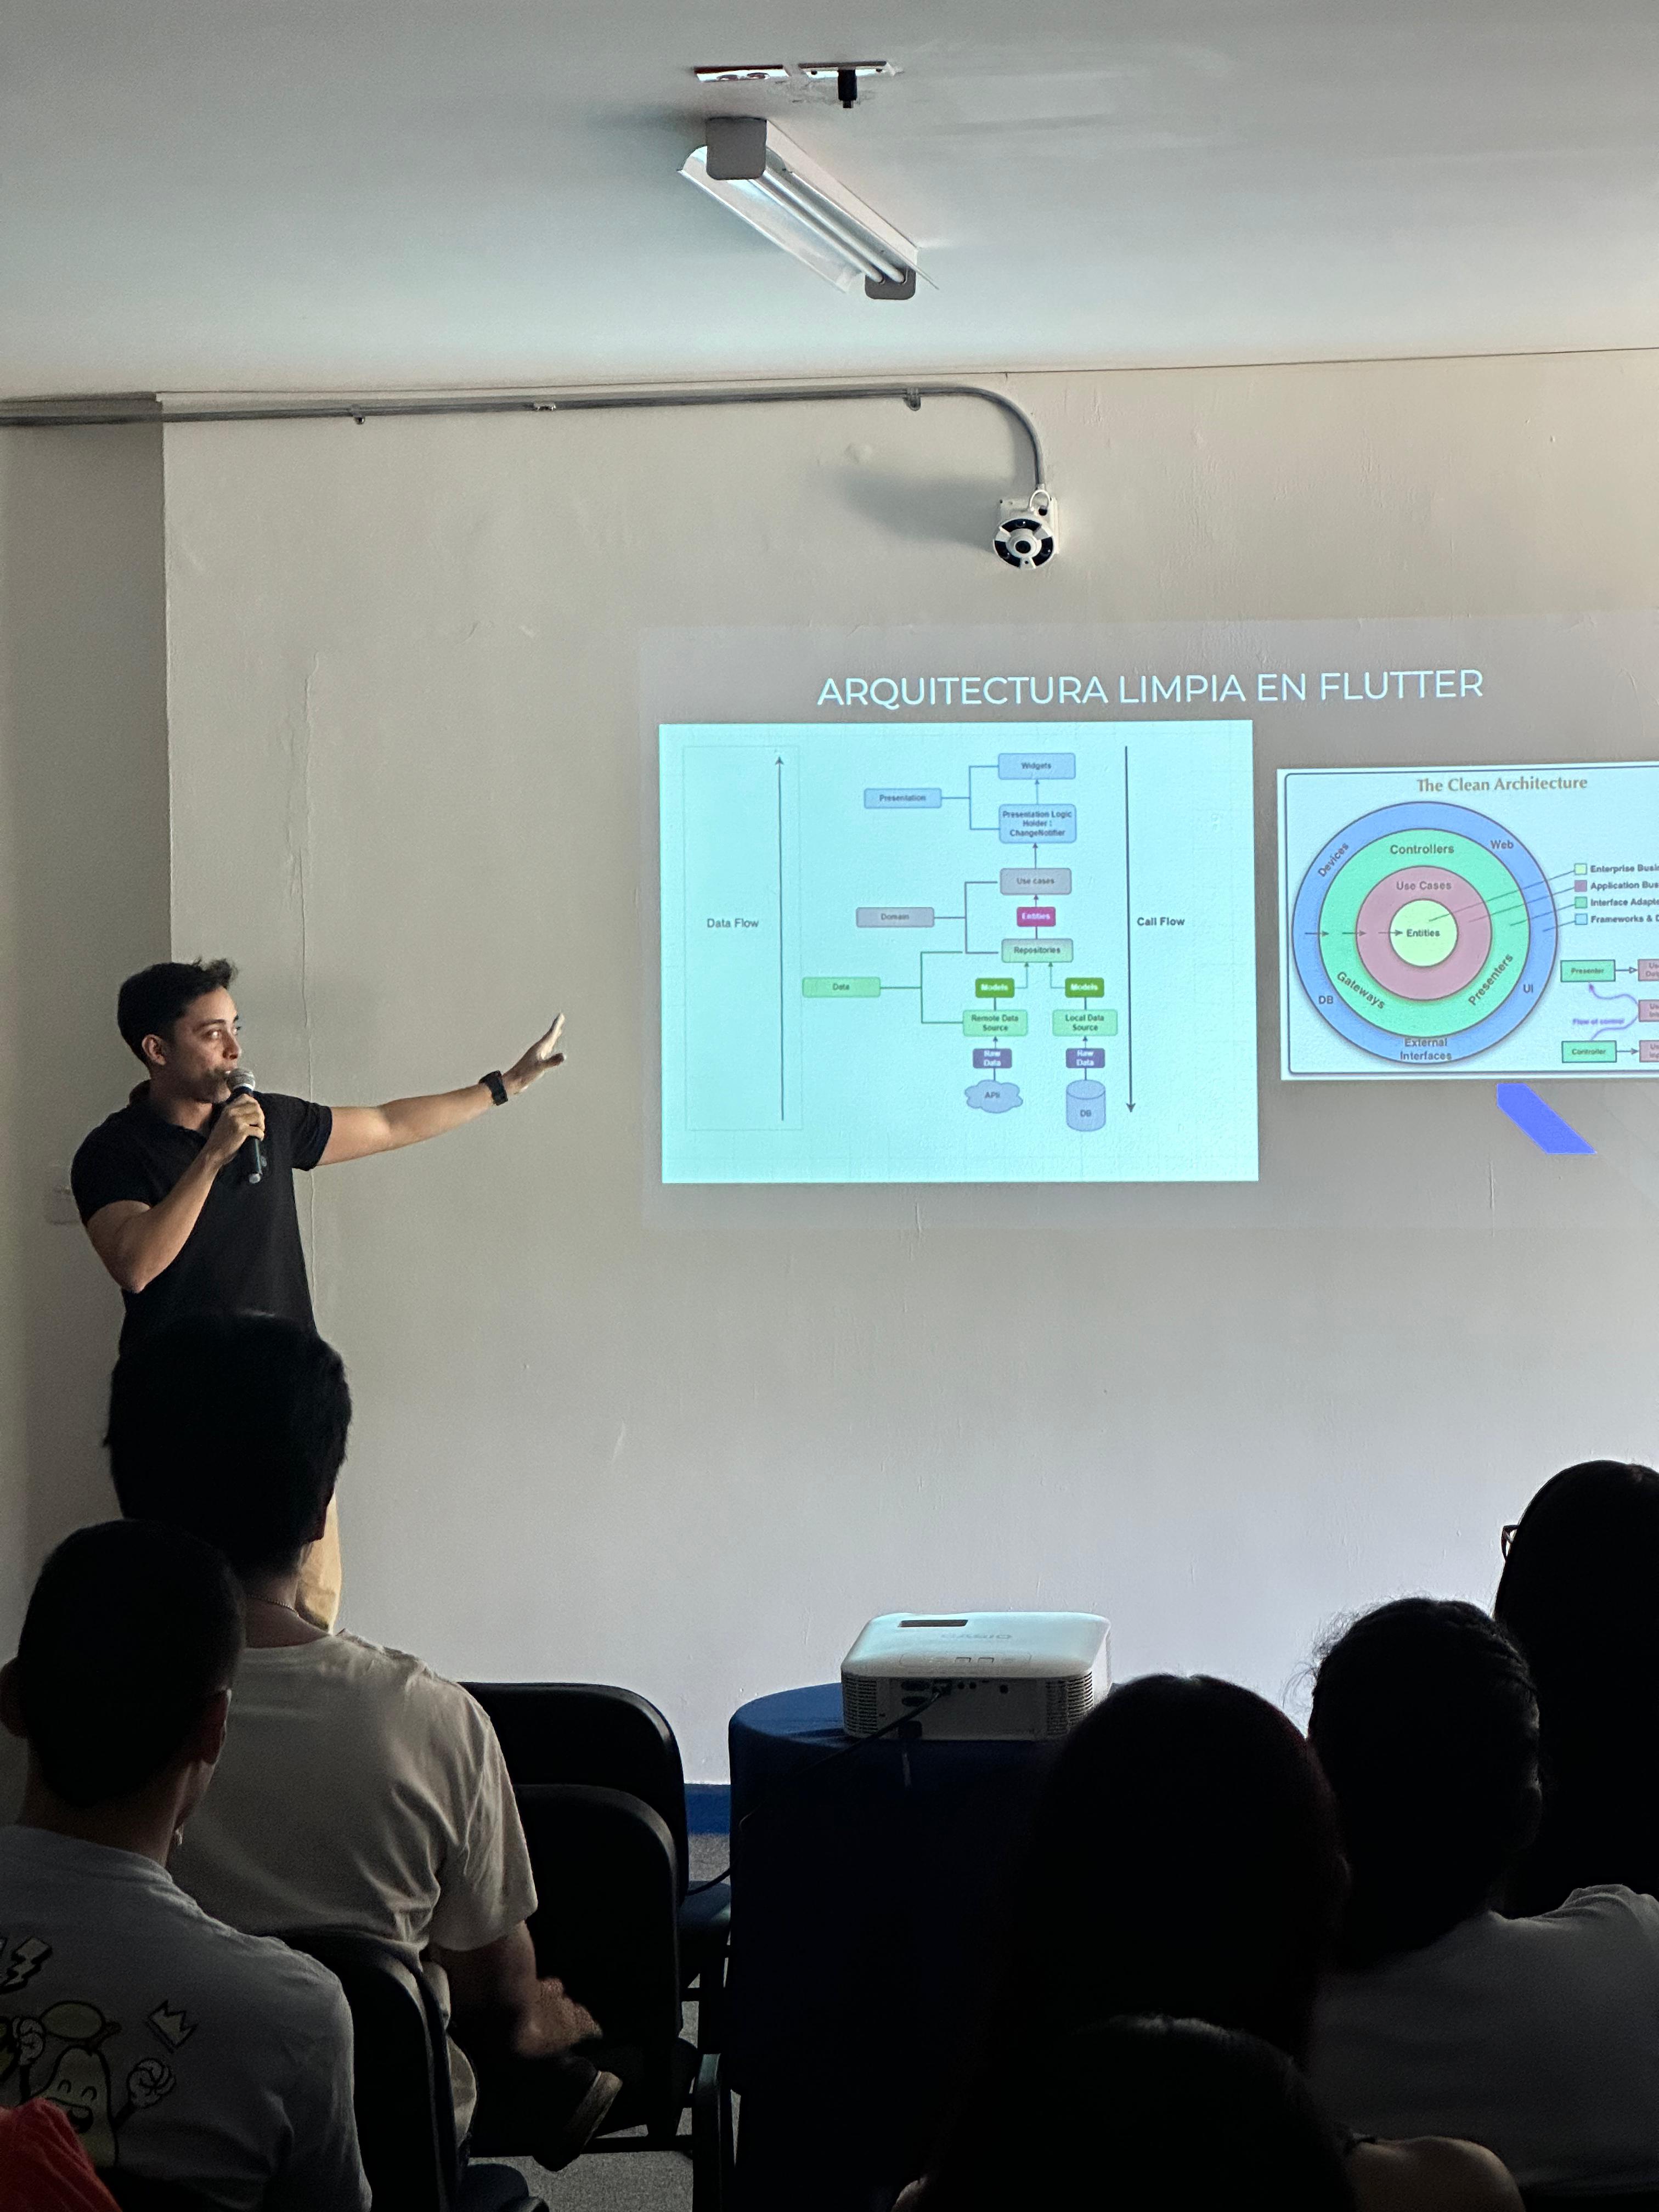 ARQUITECTURA LIMPIA EN FLUTTER
Widgets
Presentation
Presentation Logic
Holder :
ChangeNotifier
Use cases
Domain
Entities
Data Flow
Call Flow
Repositories
Data
Models
Models
Remote Data
Source
Local Data
Source
Raw
Data
Raw
Data
DB
The Clean Architecture
Devices
Web
Controllers
Use Cases
Entities
Gateways
Presenters
DB
UI
External
Interfaces
Enterprise Busi
Application Bus
Interface Adapte
Frameworks & D
Presenter
Flow of control
Controller
CASIO